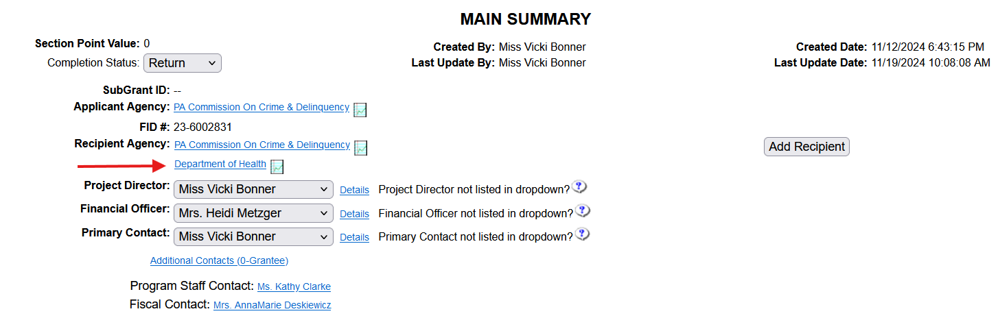 MAIN SUMMARY
Section Point Value: 0
Completion Status: Return
Created By: Miss Vicki Bonner
Last Update By: Miss Vicki Bonner
Created Date: 11/12/2024 6:43:15 PM
Last Update Date: 11/19/2024 10:08:08 AM
SubGrant ID: --
Applicant Agency: PA Commission On Crime & Delinquency
FID #: 23-6002831
Recipient Agency: PA Commission On Crime & Delinquency
Add Recipient
Department of Health
Project Director: Miss Vicki Bonner Details Project Director not listed in dropdown? ?
Financial Officer: Mrs. Heidi Metzger Details Financial Officer not listed in dropdown? ?
Primary Contact: Miss Vicki Bonner Details Primary Contact not listed in dropdown? ?
Additional Contacts (0-Grantee)
Program Staff Contact: Ms. Kathy Clarke
Fiscal Contact: Mrs. AnnaMarie Deskiewicz